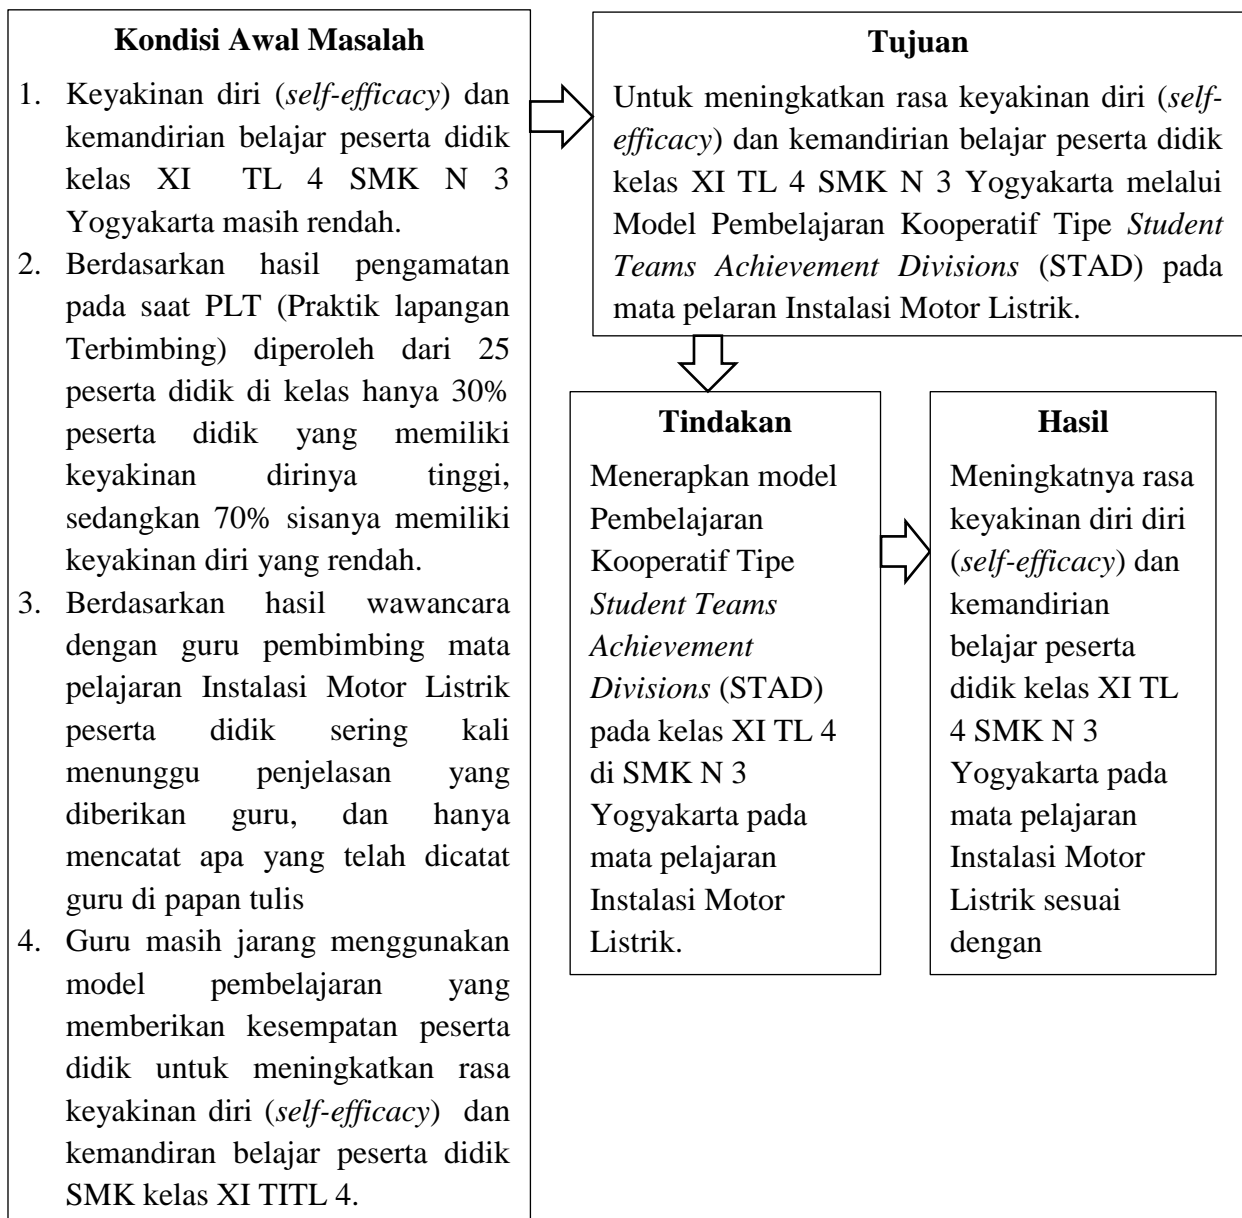 Kondisi Awal Masalah
1. Keyakinan diri (self-efficacy) dan
kemandirian belajar peserta didik
kelas XI TL 4 SMK N 3
Yogyakarta masih rendah.
2. Berdasarkan hasil pengamatan
pada saat PLT (Praktik lapangan
Terbimbing) diperoleh dari 25
peserta didik di kelas hanya 30%
peserta didik yang memiliki
keyakinan dirinya tinggi,
sedangkan 70% sisanya memiliki
keyakinan diri yang rendah.
3. Berdasarkan hasil wawancara
dengan guru pembimbing mata
pelajaran Instalasi Motor Listrik
peserta didik sering kali
menunggu penjelasan yang
diberikan guru, dan hanya
mencatat apa yang telah dicatat
guru di papan tulis
4. Guru masih jarang menggunakan
model pembelajaran yang
memberikan kesempatan peserta
didik untuk meningkatkan rasa
keyakinan diri (self-efficacy) dan
kemandiran belajar peserta didik
SMK kelas XI TITL 4.
Tujuan
Untuk meningkatkan rasa keyakinan diri (self-
efficacy) dan kemandirian belajar peserta didik
kelas XI TL 4 SMK N 3 Yogyakarta melalui
Model Pembelajaran Kooperatif Tipe Student
Teams Achievement Divisions (STAD) pada
mata pelaran Instalasi Motor Listrik.
Tindakan
Menerapkan model
Pembelajaran
Kooperatif Tipe
Student Teams
Achievement
Divisions (STAD)
pada kelas XI TL 4
di SMK N 3
Yogyakarta pada
mata pelajaran
Instalasi Motor
Listrik.
Hasil
Meningkatnya rasa
keyakinan diri diri
(self-efficacy) dan
kemandirian
belajar peserta
didik kelas XI TL
4 SMK N 3
Yogyakarta pada
mata pelajaran
Instalasi Motor
Listrik sesuai
dengan